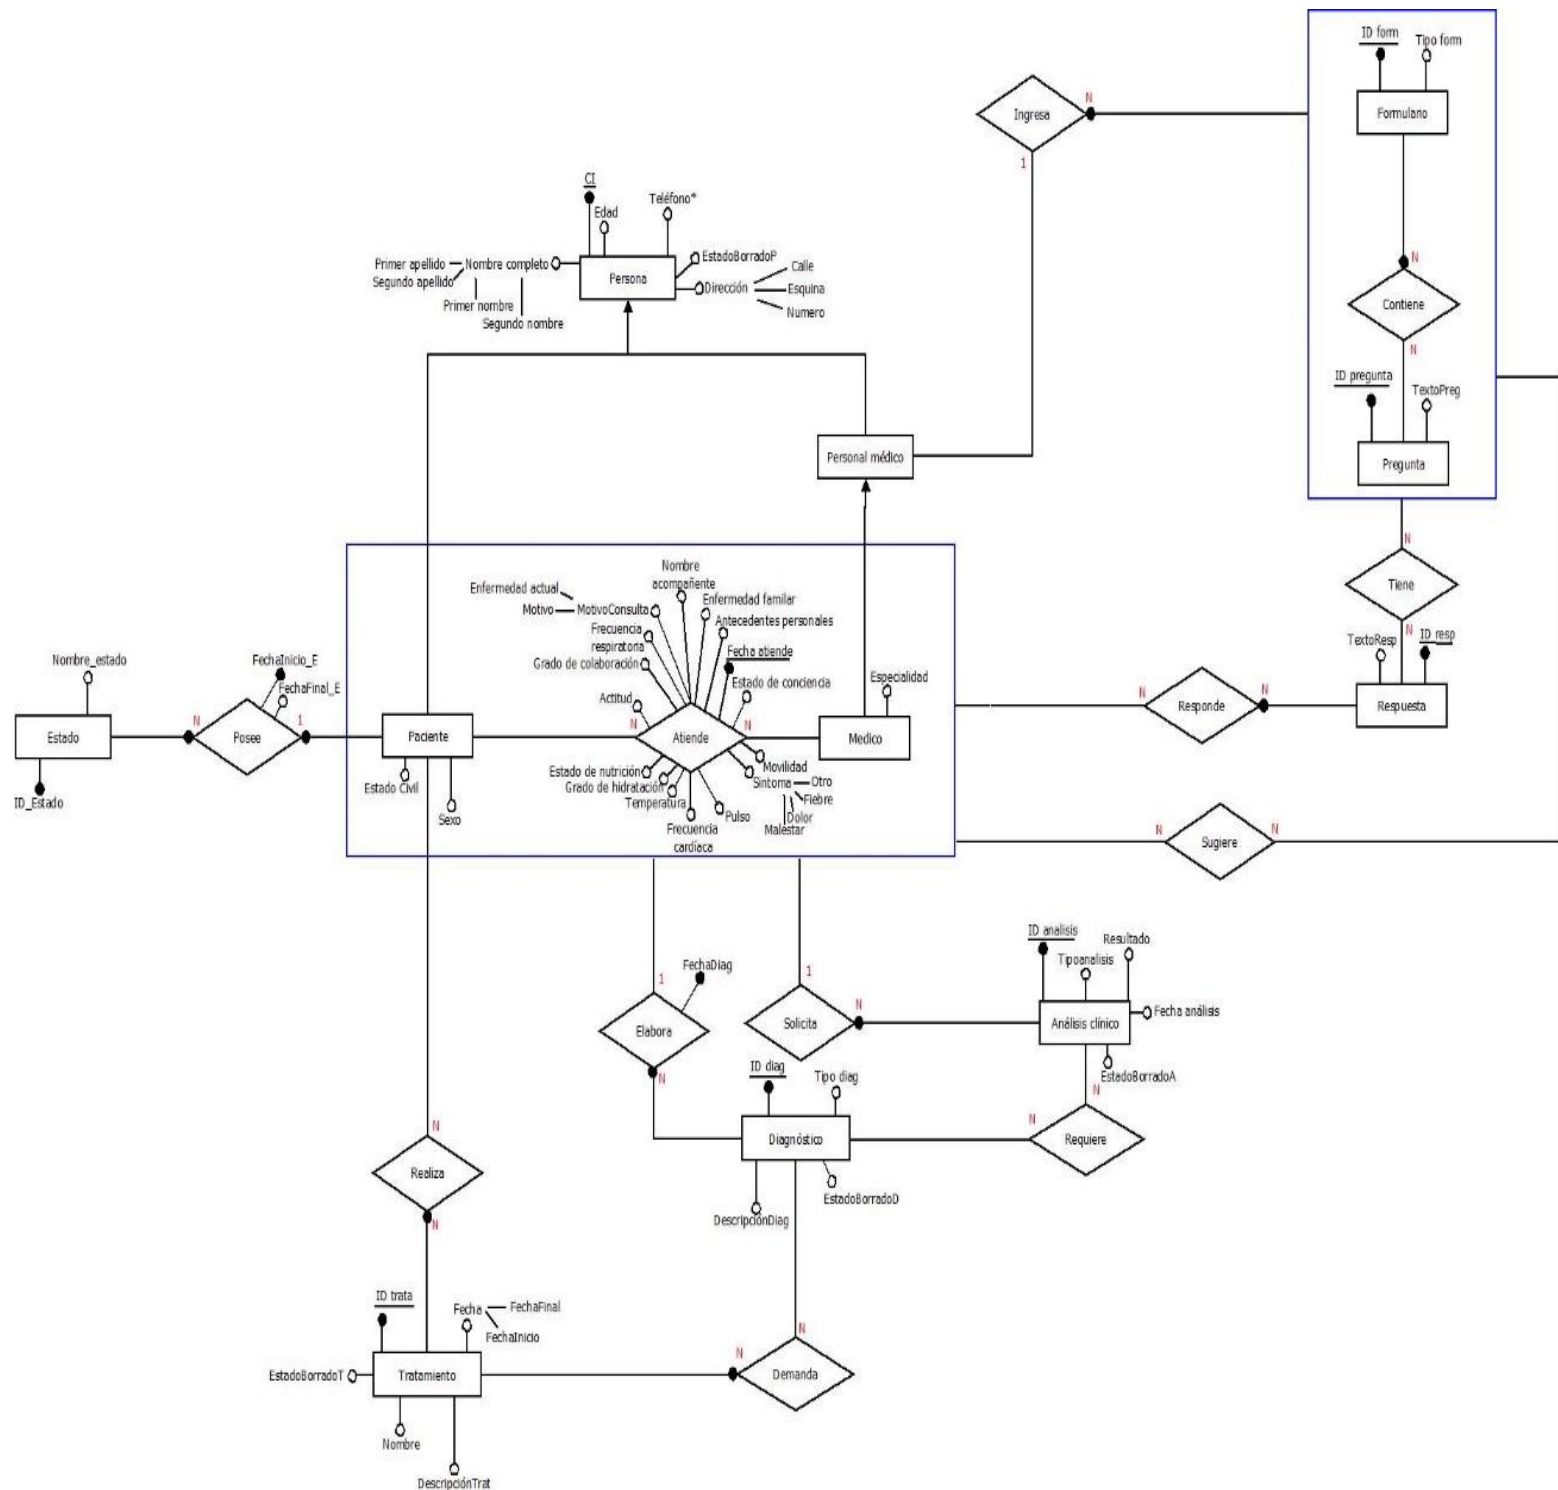 ID form
Tipo form
Formulario
N
Ingresa
1
N
Contiene
N
ID pregunta
TextoPreg
Pregunta
CI
Teléfono*
Edad
Primer apellido
Nombre completo
Segundo apellido
Primer nombre
Segundo nombre
Persona
EstadoBorradoP
Dirección
Calle
Esquina
Numero
Personal médico
N
Tiene
N
TextoResp
ID resp
Respuesta
Nombre
acompañente
Enfermedad actual
Enfermedad familar
Motivo
MotivoConsulta
Antecedentes personales
Frecuencia
respiratoria
Grado de colaboración
Fecha atiende
Estado de conciencia
Actitud
N
N
Atiende
Especialidad
Medico
Nombre_estado
FechaInicio_E
FechaFinal_E
Estado
N
1
Posee
ID_Estado
Paciente
Estado Civil
Sexo
Estado de nutrición
Grado de hidratación
Temperatura
Frecuencia
cardíaca
Pulso
Movilidad
Sintoma
Otro
Fiebre
Dolor
Malestar
N
Responde
N
N
Sugiere
N
1
FechaDiag
Elabora
N
1
Solicita
N
ID analisis
Tipoanalisis
Resultado
Análisis clínico
Fecha análisis
EstadoBorradoA
N
N
Requiere
ID diag
Tipo diag
Diagnóstico
EstadoBorradoD
DescripciónDiag
N
Realiza
N
ID trata
Fecha
FechaFinal
FechaInicio
EstadoBorradoT
Tratamiento
Nombre
DescripciónTrat
N
N
Demanda